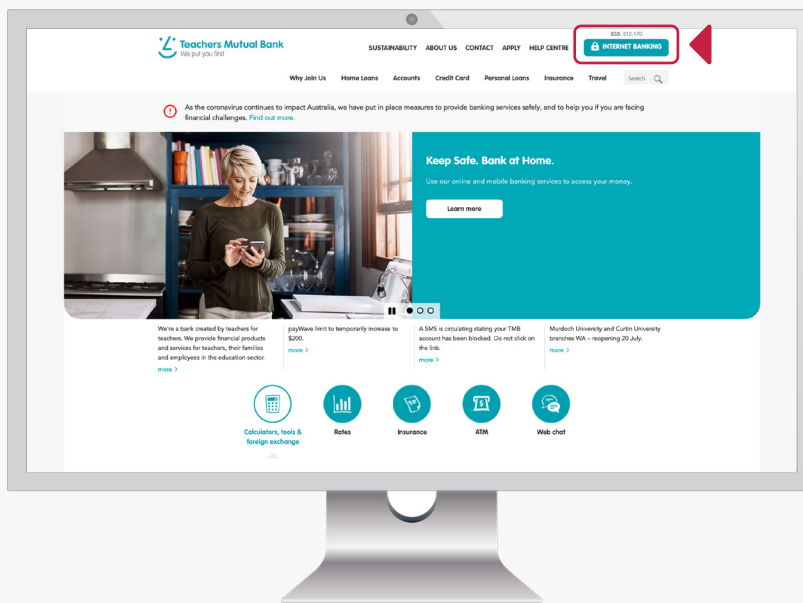 BSB: 512-170
Teachers Mutual Bank
We put you first
SUSTAINABILITY ABOUT US CONTACT APPLY HELP CENTRE
INTERNET BANKING
Why Join Us Home Loans Accounts Credit Card Personal Loans Insurance Travel Search
As the coronavirus continues to impact Australia, we have put in place measures to provide banking services safely, and to help you if you are facing
financial challenges. Find out more.
Keep Safe. Bank at Home.
Use our online and mobile banking services to access your money.
Learn more
We're a bank created by teachers for
teachers. We provide financial products
and services for teachers, their families
and employees in the education sector.
more >
payWave limit to temporarily increase to
$200.
more >
A SMS is circulating stating your TMB
account has been blocked. Do not click on
the link.
more >
Murdoch University and Curtin University
branches WA – reopening 20 July.
more >
Calculators, tools &
foreign exchange
Rates
Insurance
ATM
Web chat